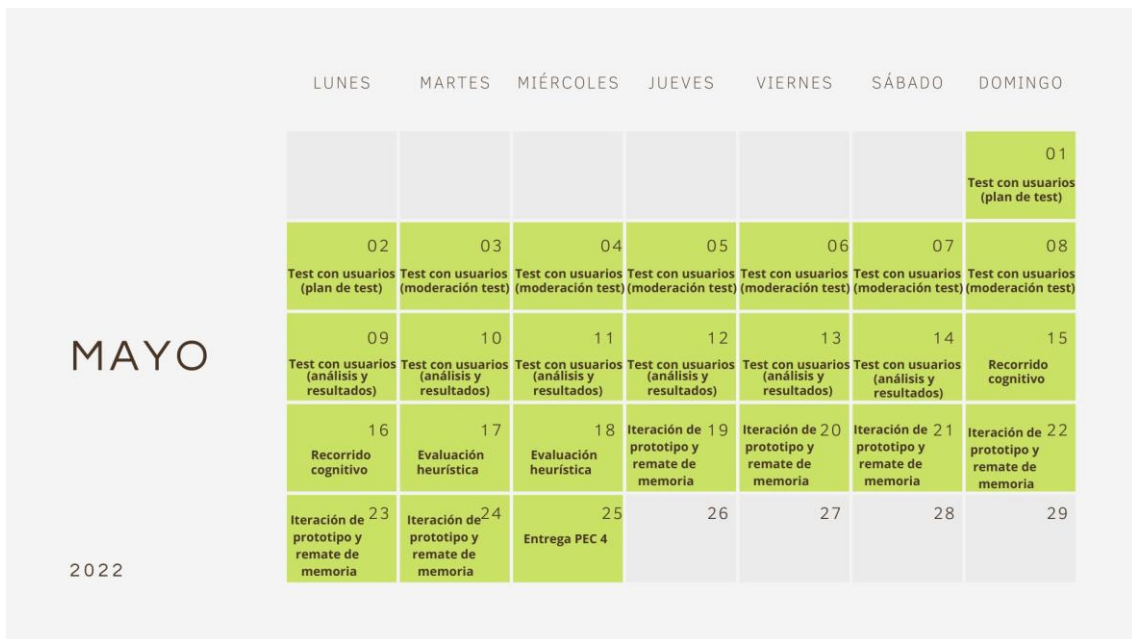 LUNES MARTES MIÉRCOLES JUEVES VIERNES SÁBADO DOMINGO
01
Test con usuarios
(plan de test)
02
Test con usuarios
(plan de test)
03
Test con usuarios
(moderación test)
04
Test con usuarios
(moderación test)
05
Test con usuarios
(moderación test)
06
Test con usuarios
(moderación test)
07
Test con usuarios
(moderación test)
08
Test con usuarios
(moderación test)
MAYO
09
Test con usuarios
(análisis y
resultados)
10
Test con usuarios
(análisis y
resultados)
11
Test con usuarios
(análisis y
resultados)
12
Test con usuarios
(análisis y
resultados)
13
Test con usuarios
(análisis y
resultados)
14
Test con usuarios
(análisis y
resultados)
15
Recorrido
cognitivo
16
Recorrido
cognitivo
17
Evaluación
heurística
18
Evaluación
heurística
19
Iteración de
prototipo y
remate de
memoria
20
Iteración de
prototipo y
remate de
memoria
21
Iteración de
prototipo y
remate de
memoria
22
Iteración de
prototipo y
remate de
memoria
23
Iteración de
prototipo y
remate de
memoria
24
Iteración de
prototipo y
remate de
memoria
25
Entrega PEC 4
26
27
28
29
2022